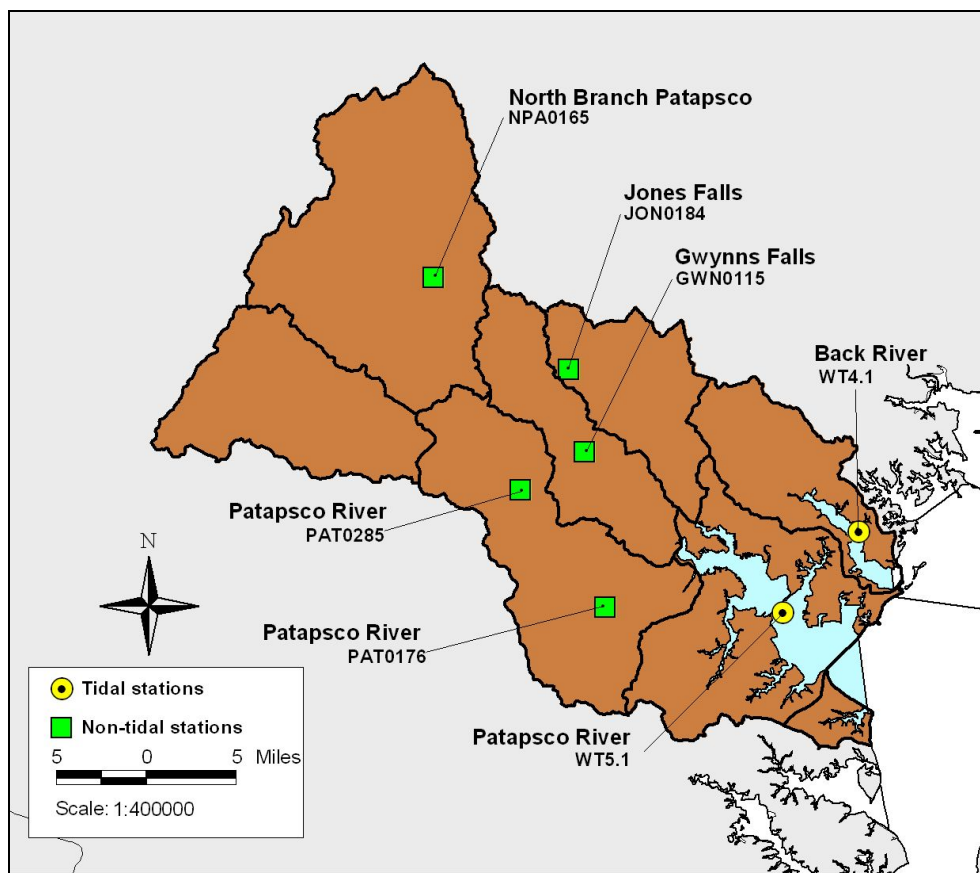 North Branch Patapsco
NPA0165
Jones Falls
JON0184
Gwynns Falls
GWN0115
Back River
WT4.1
Patapsco River
PAT0285
N
Patapsco River
PAT0176
Tidal stations
Non-tidal stations
5 0 5 Miles
Scale: 1:400000
Patapsco River
WT5.1